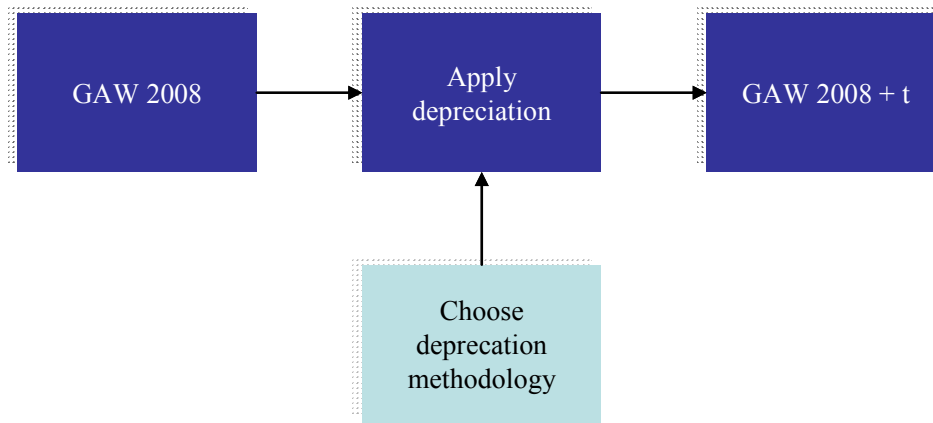 GAW 2008
Apply
depreciation
GAW 2008 + t
Choose
deprecation
methodology